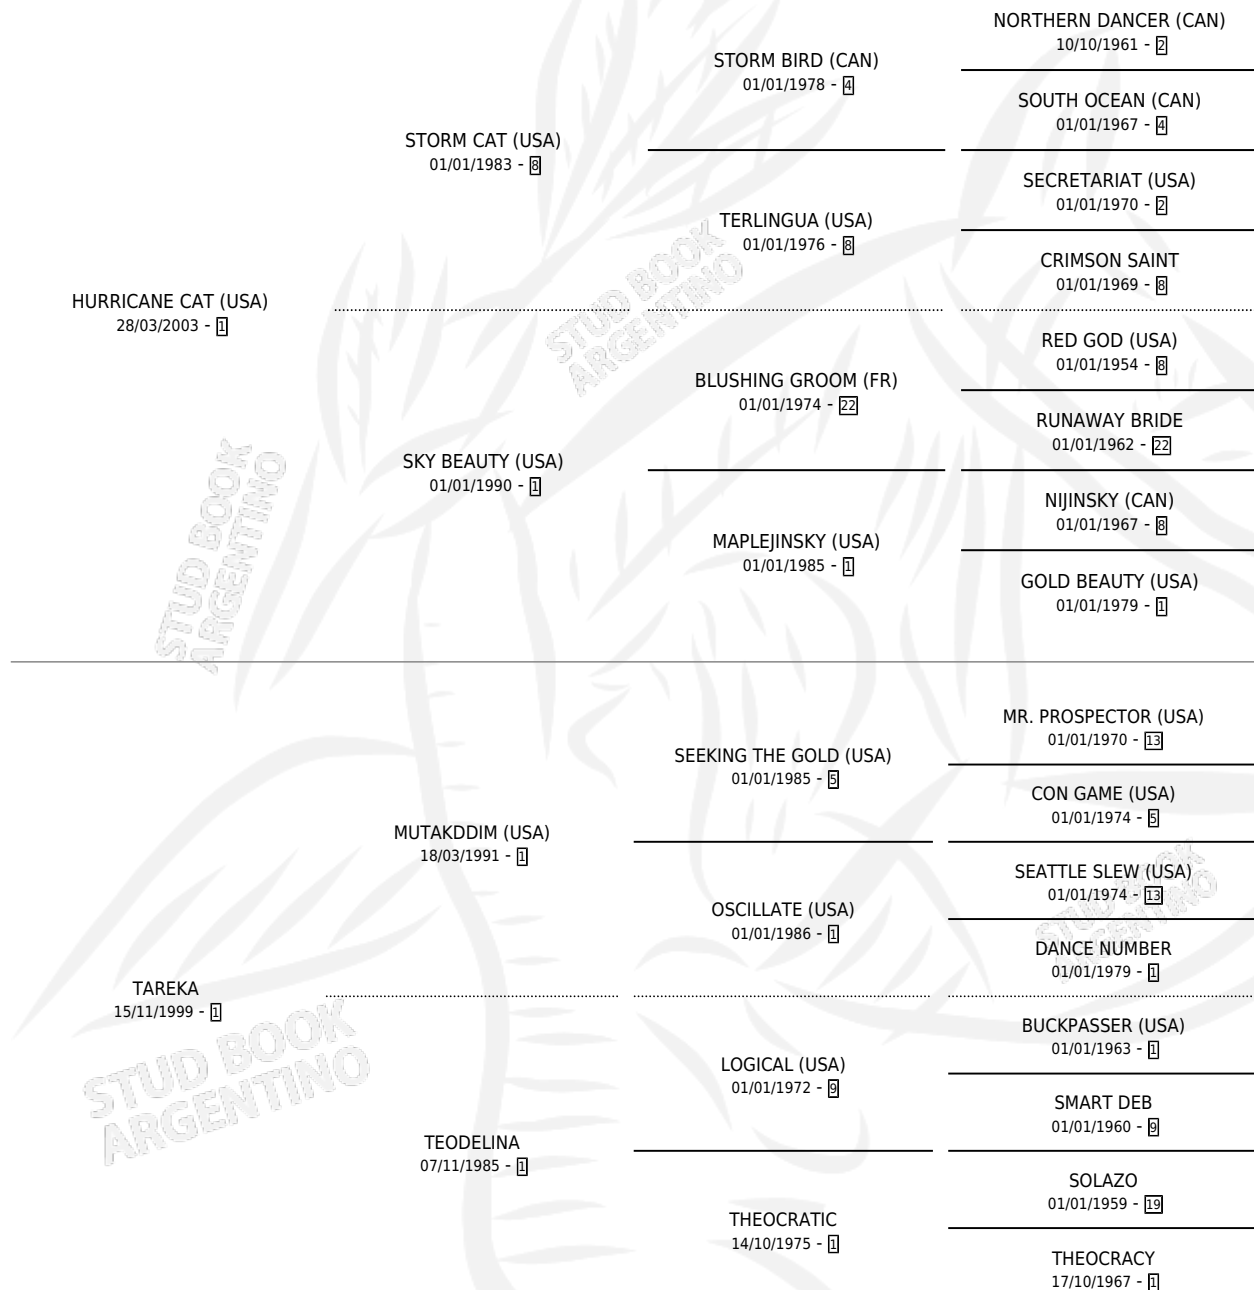 NORTHERN DANCER (CAN)
10/10/1961 - 2
STORM BIRD (CAN)
01/01/1978 - 4
SOUTH OCEAN (CAN)
01/01/1967 - 4
STORM CAT (USA)
01/01/1983 - 8
SECRETARIAT (USA)
01/01/1970 - 2
TERLINGUA (USA)
01/01/1976 - 8
CRIMSON SAINT
01/01/1969 - 8
HURRICANE CAT (USA)
28/03/2003 - 1
RED GOD (USA)
01/01/1954 - 8
BLUSHING GROOM (FR)
01/01/1974 - 22
RUNAWAY BRIDE
01/01/1962 - 22
SKY BEAUTY (USA)
01/01/1990 - 1
NIJINSKY (CAN)
01/01/1967 - 8
MAPLEJINSKY (USA)
01/01/1985 - 1
GOLD BEAUTY (USA)
01/01/1979 - 1
MR. PROSPECTOR (USA)
01/01/1970 - 13
SEEKING THE GOLD (USA)
01/01/1985 - 5
CON GAME (USA)
01/01/1974 - 5
MUTAKDDIM (USA)
18/03/1991 - 1
SEATTLE SLEW (USA)
01/01/1974 - 13
OSCILLATE (USA)
01/01/1986 - 1
DANCE NUMBER
01/01/1979 - 1
TAREKA
15/11/1999 - 1
BUCKPASSER (USA)
01/01/1963 - 1
LOGICAL (USA)
01/01/1972 - 9
SMART DEB
01/01/1960 - 9
TEODELINA
07/11/1985 - 1
SOLAZO
01/01/1959 - 19
THEOCRATIC
14/10/1975 - 1
THEOCRACY
17/10/1967 - 1
STUD BOOK
ARGENTINO
STUD BOOK
ARGENTINO
STUD BOOK
ARGENTINO
STUD BOOK
ARGENTINO